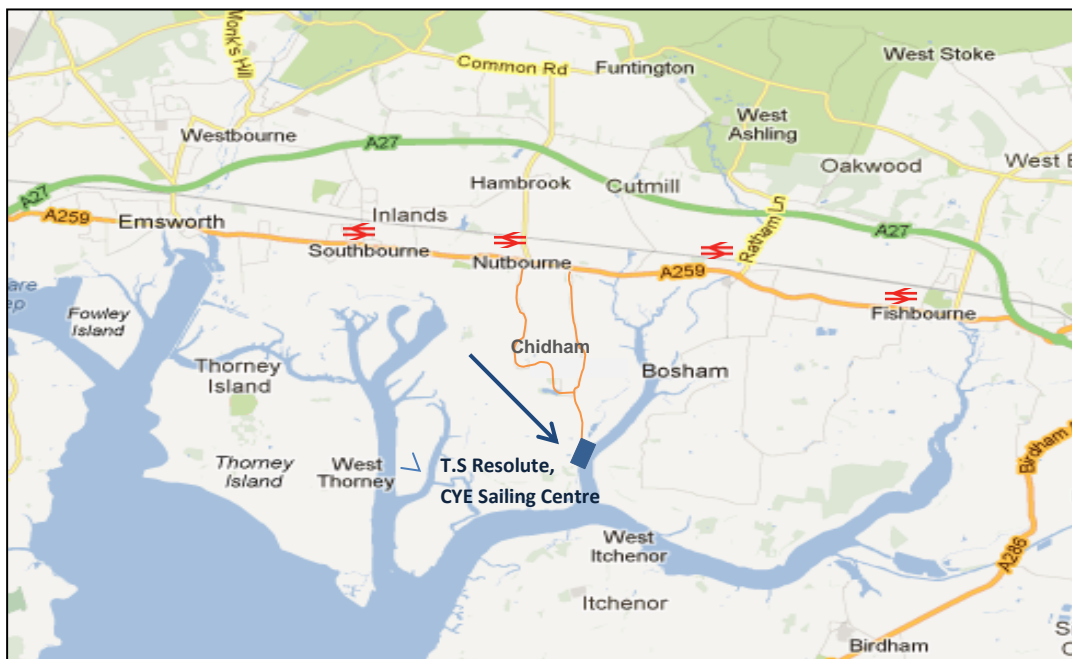 Monk's Hill
Common Rd
Funtington
West Stoke
Westbourne
A27
West
Ashling
Oakwood
A27
Hambrook
Cutmill
A259
Emsworth
Inlands
Ratham Ln
A27
Southbourne
Nutbourne
A259
Fishbourne
Fowley
Island
Chidham
Thorney
Island
Bosham
Thorney
Island
West
Thorney
T.S Resolute,
CYE Sailing Centre
West
Itchenor
A286
Itchenor
Birdham